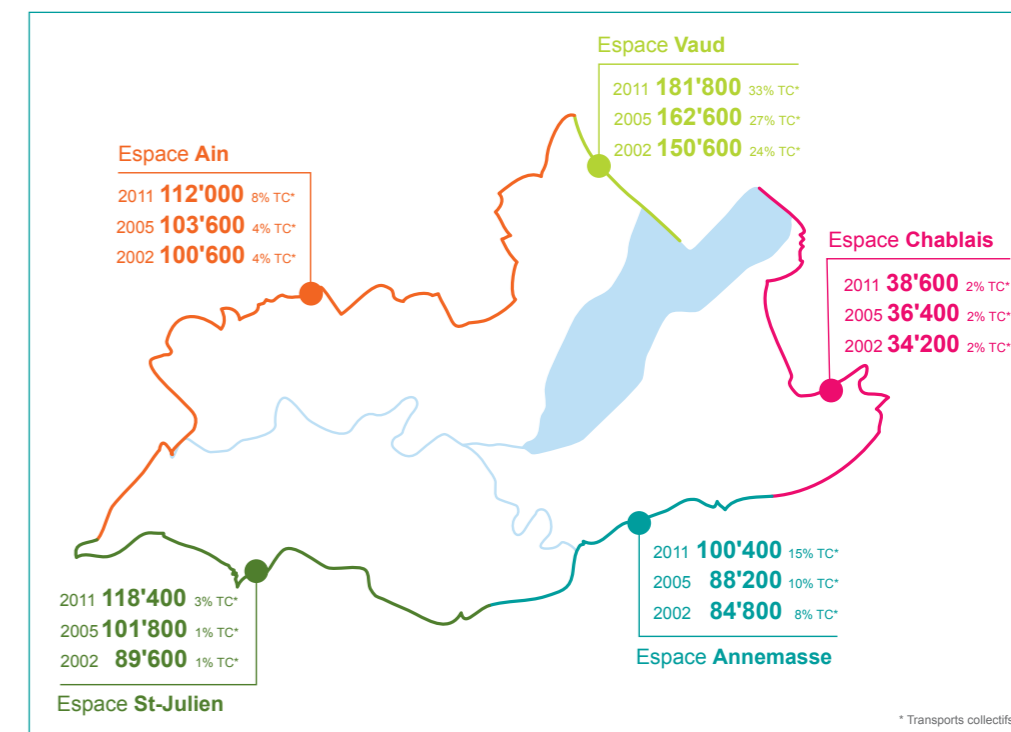 Espace Vaud
2011 181'800 33% TC*
2005 162'600 27% TC*
2002 150'600 24% TC*
Espace Ain
2011 112'000 8% TC*
2005 103'600 4% TC*
2002 100'600 4% TC*
Espace Chablais
2011 38'600 2% TC*
2005 36'400 2% TC*
2002 34'200 2% TC*
2011 100'400 15% TC*
2005 88'200 10% TC*
2002 84'800 8% TC*
Espace Annemasse
2011 118'400 3% TC*
2005 101'800 1% TC*
2002 89'600 1% TC*
Espace St-Julien
* Transports collectifs